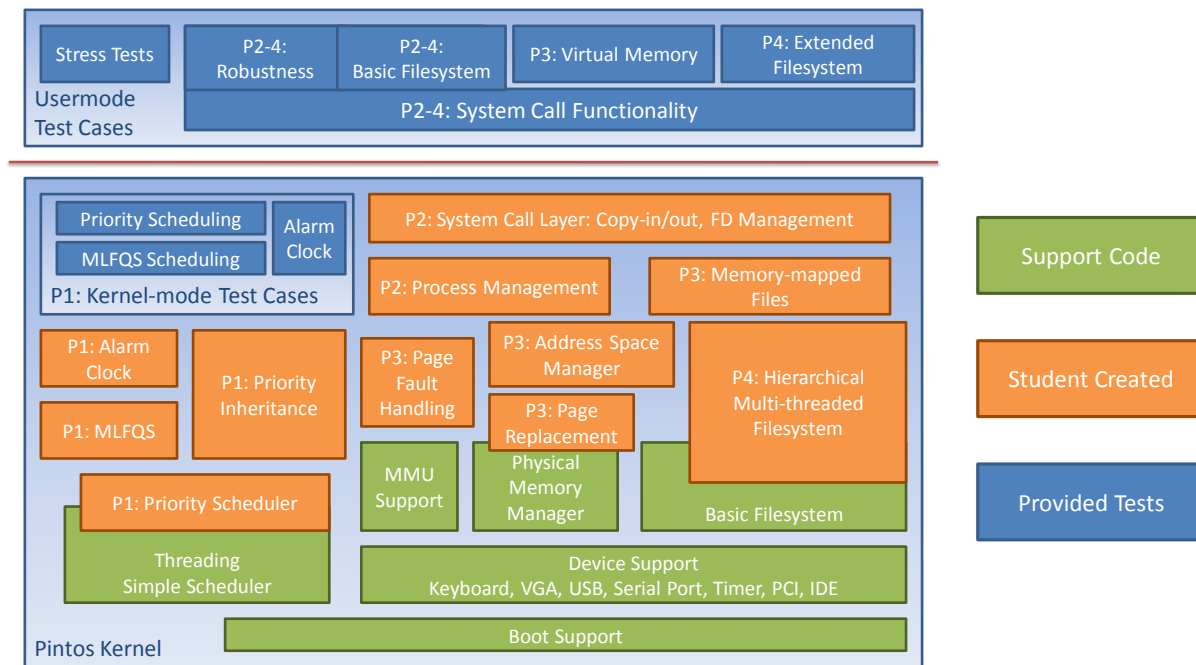 Stress Tests
P2-4:
Robustness
P2-4:
Basic Filesystem
P3: Virtual Memory
P4: Extended
Filesystem
Usermode
Test Cases
P2-4: System Call Functionality
Priority Scheduling
MLFQS Scheduling
Alarm
Clock
P1: Kernel-mode Test Cases
P2: System Call Layer: Copy-in/out, FD Management
P2: Process Management
P3: Memory-mapped
Files
P1: Alarm
Clock
P1: MLFQS
P1: Priority
Inheritance
P3: Page
Fault
Handling
P3: Address Space
Manager
P3: Page
Replacement
P4: Hierarchical
Multi-threaded
Filesystem
P1: Priority Scheduler
Threading
Simple Scheduler
MMU
Support
Physical
Memory
Manager
Basic Filesystem
Device Support
Keyboard, VGA, USB, Serial Port, Timer, PCI, IDE
Boot Support
Pintos Kernel
Support Code
Student Created
Provided Tests